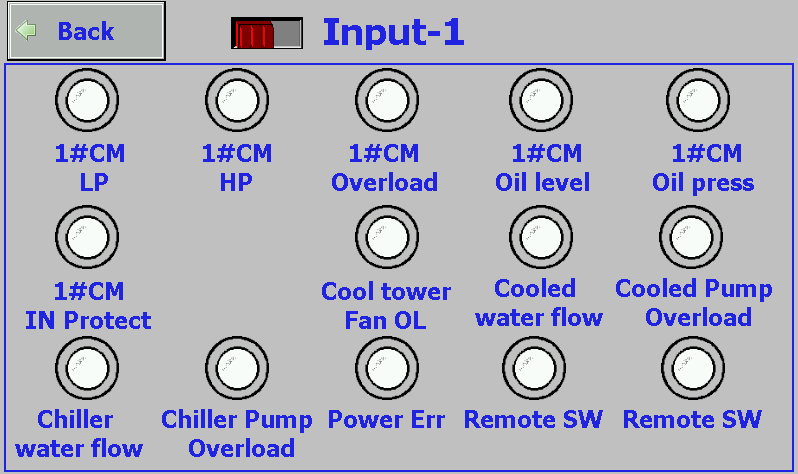 Back
Input-1
1#CM
LP
1#CM
HP
1#CM
Overload
1#CM
Oil level
1#CM
Oil press
1#CM
IN Protect
Cool tower
Fan OL
Cooled
water flow
Cooled Pump
Overload
Chiller
water flow
Chiller Pump
Overload
Power Err
Remote SW
Remote SW